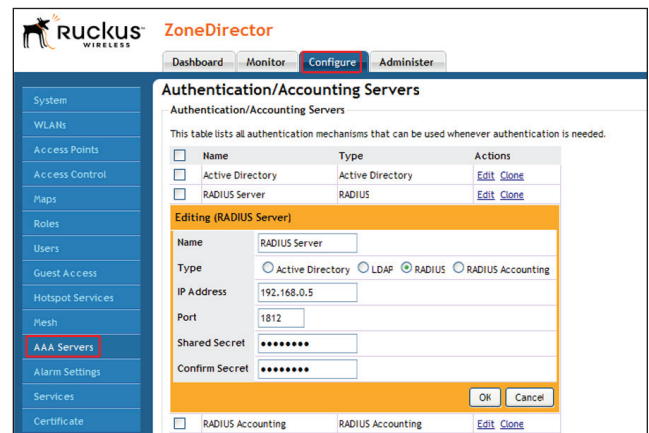 RUCKUS
WIRELESS
ZoneDirector
Dashboard Monitor Configure Administer
System
WLANs
Access Points
Access Control
Maps
Roles
Users
Guest Access
Hotspot Services
Mesh
AAA Servers
Alarm Settings
Services
Certificate
Authentication/Accounting Servers
Authentication/Accounting Servers
This table lists all authentication mechanisms that can be used whenever authentication is needed.
Name Type Actions
Active Directory Active Directory Edit Clone
RADIUS Server RADIUS Edit Clone
Editing (RADIUS Server)
Name RADIUS Server
Type Active Directory LDAP RADIUS RADIUS Accounting
IP Address 192.168.0.5
Port 1812
Shared Secret ••••••••
Confirm Secret ••••••••
OK Cancel
RADIUS Accounting RADIUS Accounting Edit Clone